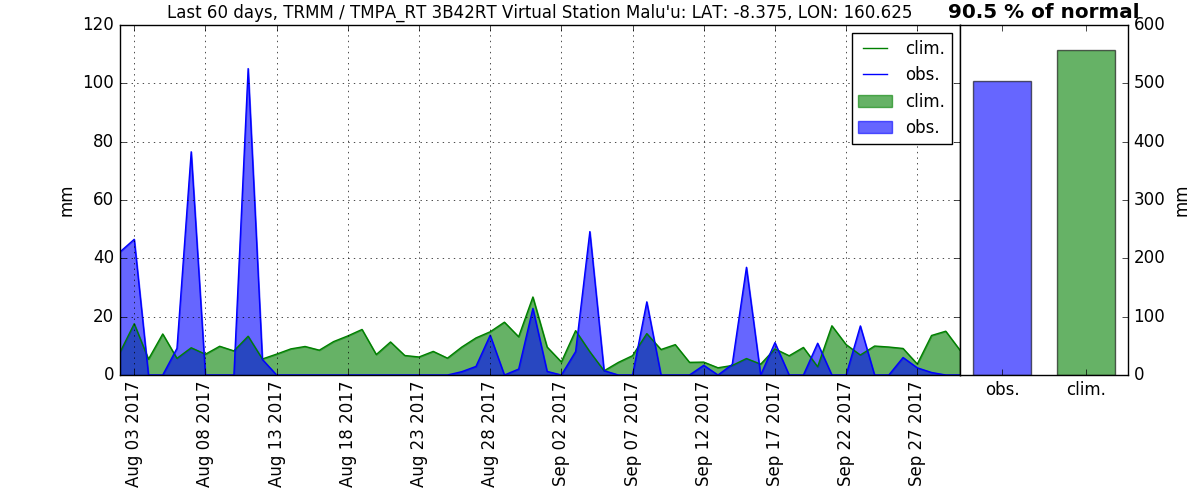 Last 60 days, TRMM / TMPA_RT 3B42RT Virtual Station Malu'u: LAT: -8.375, LON: 160.625
90.5 % of normal
120
100
80
60
40
20
0
mm
clim.
obs.
clim.
obs.
600
500
400
300
200
100
0
mm
obs.
clim.
Aug 03 2017
Aug 08 2017
Aug 13 2017
Aug 18 2017
Aug 23 2017
Aug 28 2017
Sep 02 2017
Sep 07 2017
Sep 12 2017
Sep 17 2017
Sep 22 2017
Sep 27 2017